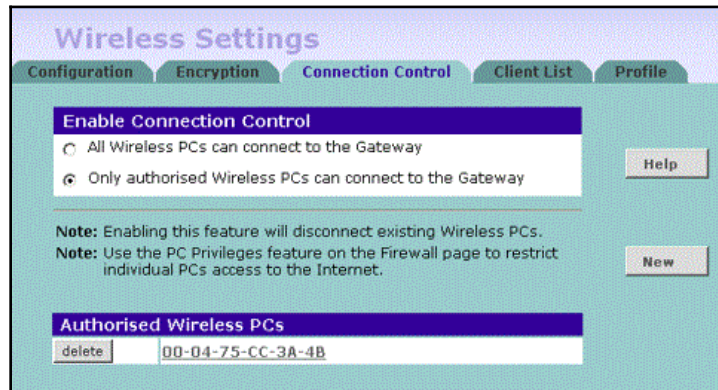 Wireless Settings
Configuration Encryption Connection Control Client List Profile
Enable Connection Control
All Wireless PCs can connect to the Gateway
Only authorised Wireless PCs can connect to the Gateway
Help
Note: Enabling this feature will disconnect existing Wireless PCs.
Note: Use the PC Privileges feature on the Firewall page to restrict
individual PCs access to the Internet.
New
Authorised Wireless PCs
delete 00-04-75-CC-3A-4B